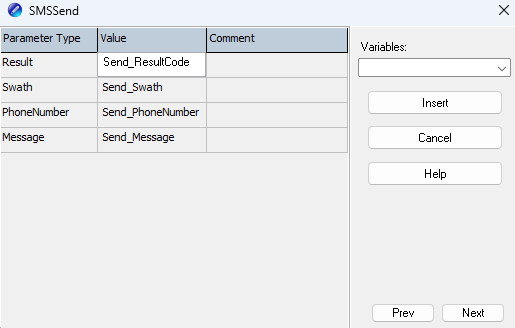 SMSSend
Parameter Type Value Comment
Result Send_ResultCode
Swath Send_Swath
PhoneNumber Send_PhoneNumber
Message Send_Message
Variables:
Insert
Cancel
Help
Prev Next